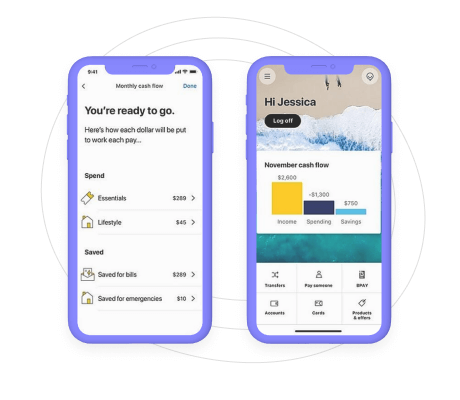 9:41
Monthly cash flow
Done
You're ready to go.
Here's how each dollar will be put
to work each pay...
Spend
Essentials
$289
Lifestyle
$45
Saved
Saved for bills
$289
Saved for emergencies
$10
Hi Jessica
Log off
November cash flow
$2,600
-$1,300
$750
Income
Spending
Savings
Transfers
Pay someone
BPAY
Accounts
Cards
Products
& offers